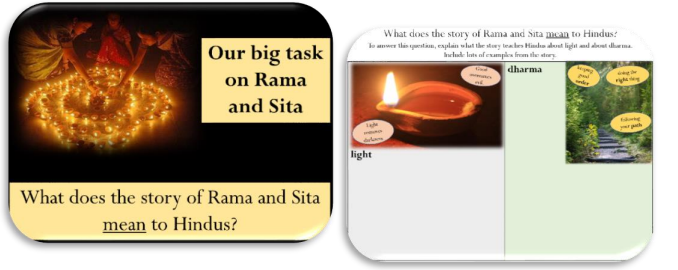 Our big task
on Rama
and Sita
What does the story of Rama and Sita
mean to Hindus?
What does the story of Rama and Sita mean to Hindus?
To answer this question, explain what the story teaches Hindus about light and about dharma.
Include lots of examples from the story.
Good
overcomes
evil
Light
removes
darkness
light
dharma
Keeping
good
order
doing the
right thing
Following
your path